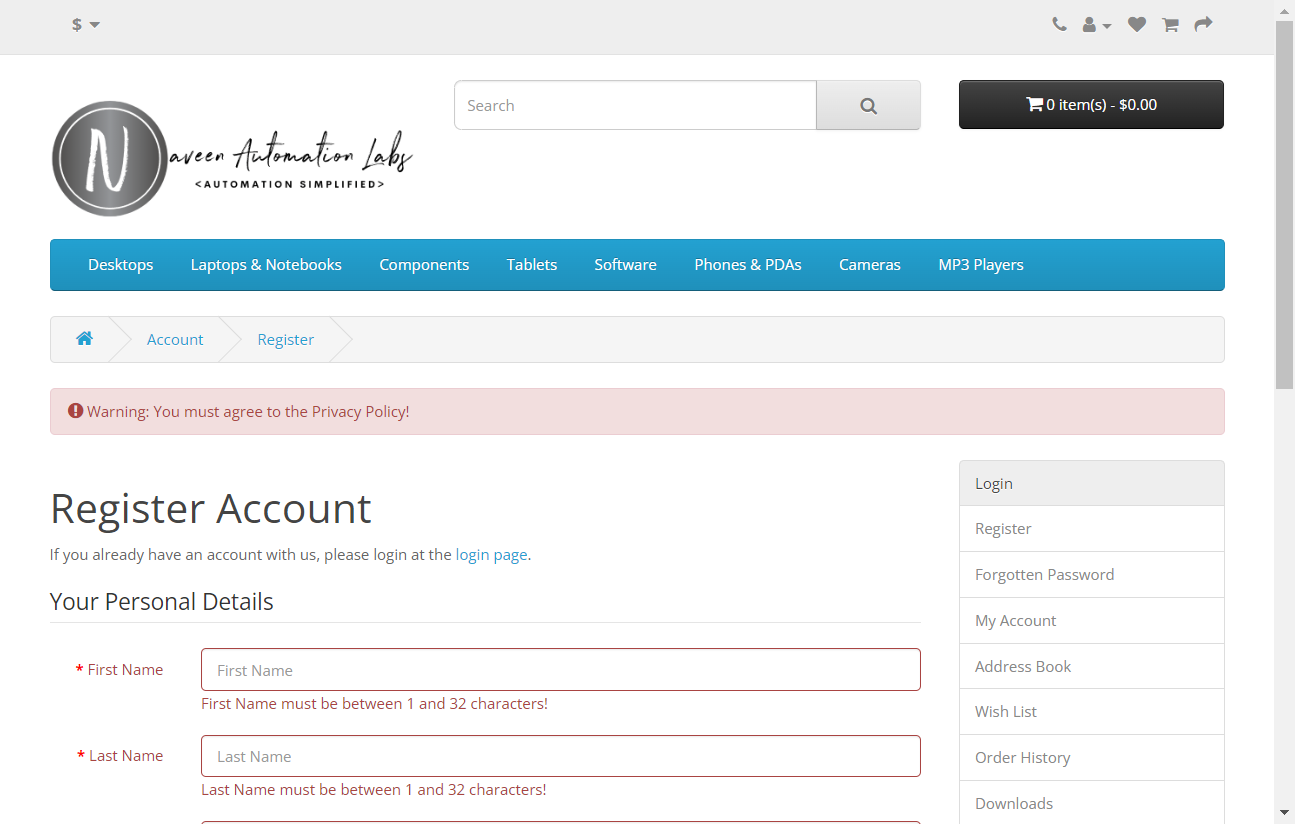 $
Search
0 item(s) - $0.00
N
aveen Automation Labs
<AUTOMATION SIMPLIFIED>
Desktops Laptops & Notebooks Components Tablets Software Phones & PDAs Cameras MP3 Players
Account Register
Warning: You must agree to the Privacy Policy!
Register Account
If you already have an account with us, please login at the login page.
Your Personal Details
* First Name
First Name
First Name must be between 1 and 32 characters!
* Last Name
Last Name
Last Name must be between 1 and 32 characters!
Login
Register
Forgotten Password
My Account
Address Book
Wish List
Order History
Downloads